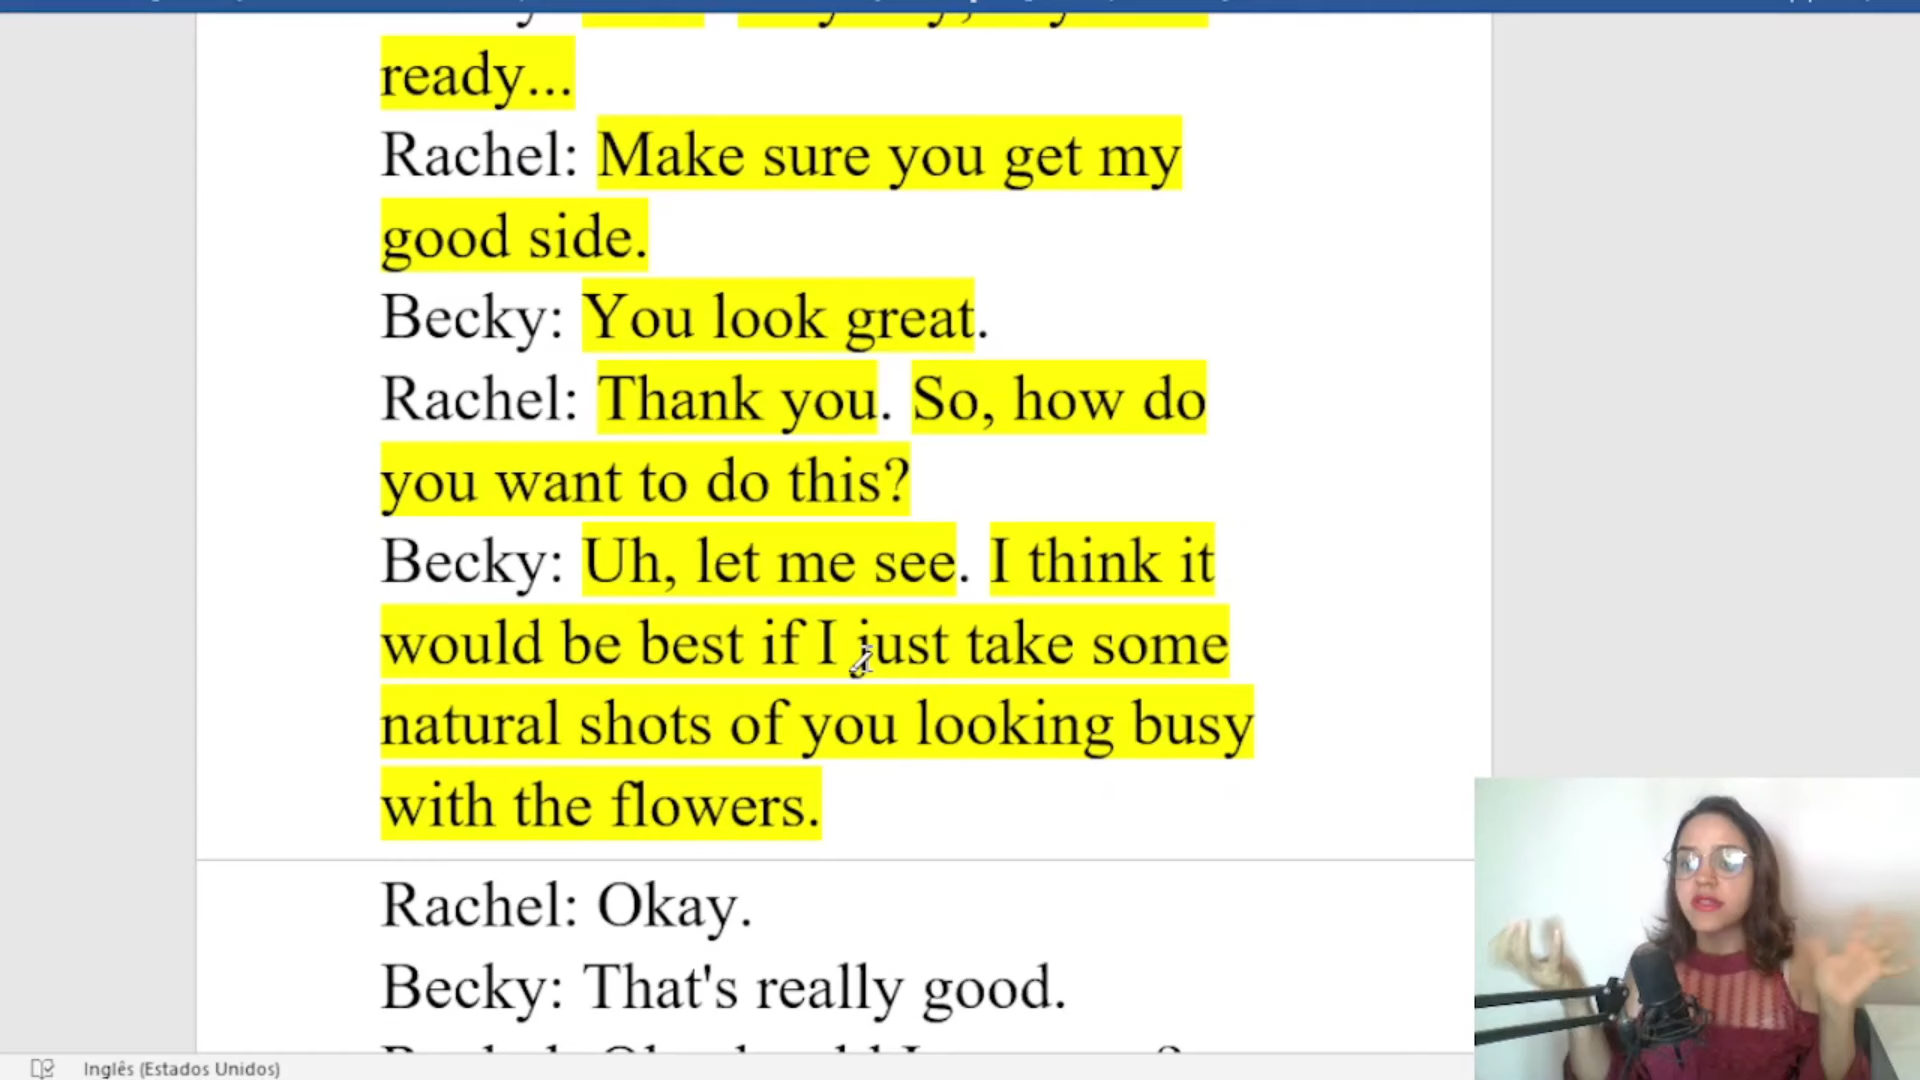 ready...
Rachel: Make sure you get my
good side.
Becky: You look great.
Rachel: Thank you. So, how do
you want to do this?
Becky: Uh, let me see. I think it
would be best if I just take some
natural shots of you looking busy
with the flowers.
Rachel: Okay.
Becky: That's really good.
Inglês (Estados Unidos)